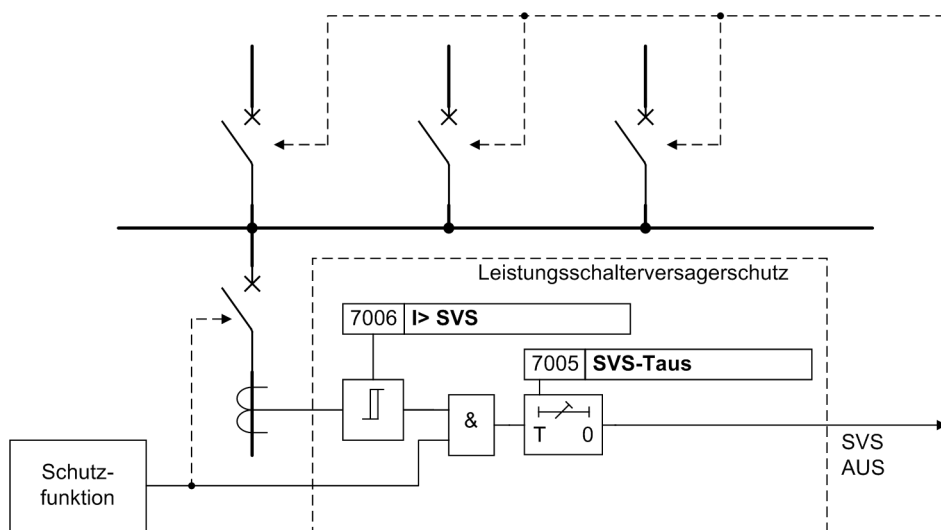 Leistungsschalterversagerschutz
7006 I> SVS
7005 SVS-Taus
&
T 0
SVS
AUS
Schutz-
funktion